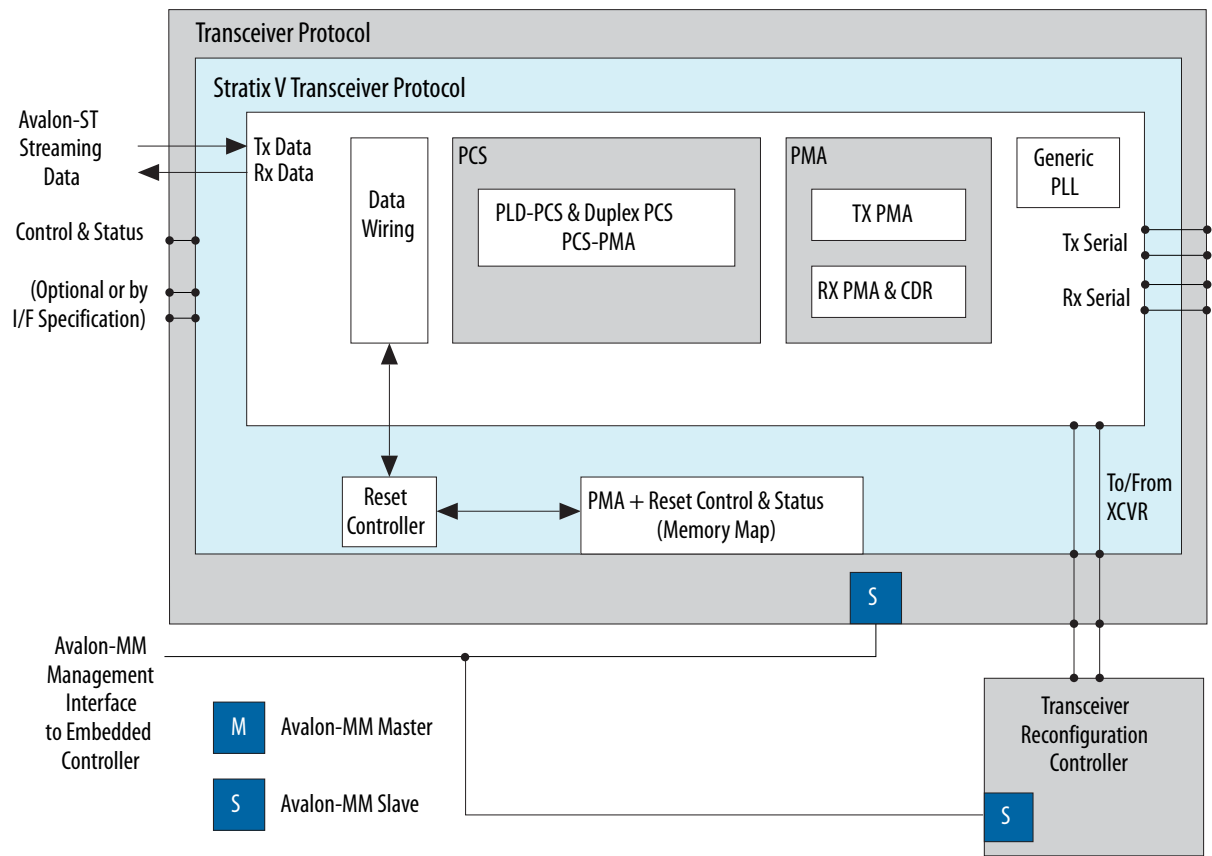 Transceiver Protocol
Stratix V Transceiver Protocol
Avalon-ST
Streaming
Data
Tx Data
Rx Data
Data
Wiring
PCS
PLD-PCS & Duplex PCS
PCS-PMA
PMA
TX PMA
RX PMA & CDR
Generic
PLL
Control & Status
(Optional or by
I/F Specification)
Tx Serial
Rx Serial
Reset
Controller
PMA + Reset Control & Status
(Memory Map)
To/From
XCVR
S
Avalon-MM
Management
Interface
to Embedded
Controller
M
Avalon-MM Master
S
Avalon-MM Slave
Transceiver
Reconfiguration
Controller
S